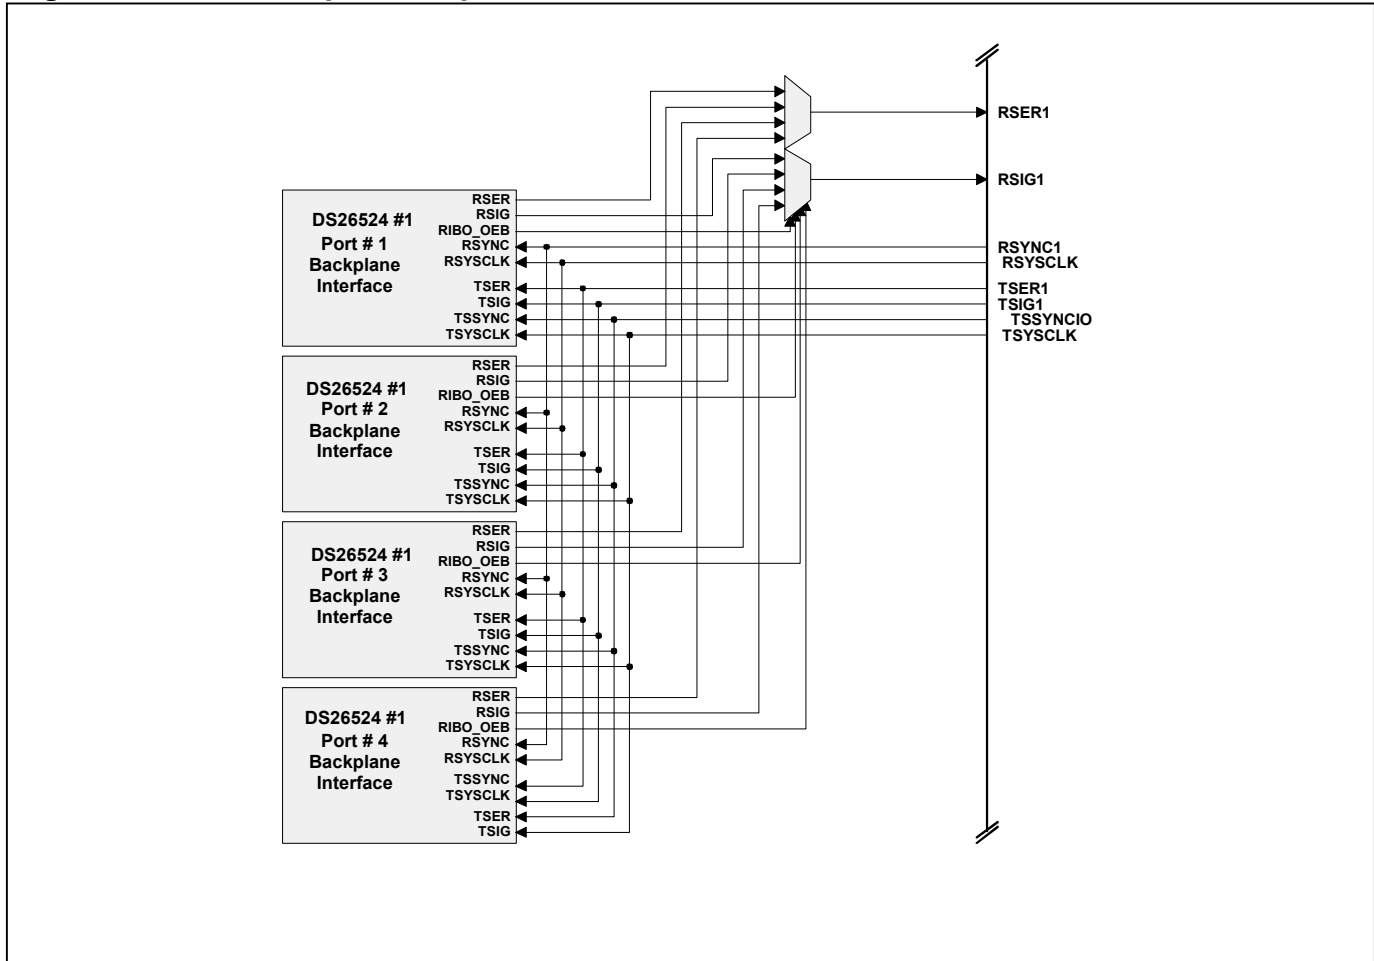 RSER1
RSIG1
DS26524 #1
Port # 1
Backplane
Interface
RSER
RSIG
RIBO_OEB
RSYNC
RSYSCLK
TSER
TSIG
TSSYNC
TSYSCLK
RSYNC1
RSYSCLK
TSER1
TSIG1
TSSYNCIO
TSYSCLK
DS26524 #1
Port # 2
Backplane
Interface
RSER
RSIG
RIBO_OEB
RSYNC
RSYSCLK
TSER
TSIG
TSSYNC
TSYSCLK
DS26524 #1
Port # 3
Backplane
Interface
RSER
RSIG
RIBO_OEB
RSYNC
RSYSCLK
TSER
TSIG
TSSYNC
TSYSCLK
DS26524 #1
Port # 4
Backplane
Interface
RSER
RSIG
RIBO_OEB
RSYNC
RSYSCLK
TSSYNC
TSYSCLK
TSER
TSIG